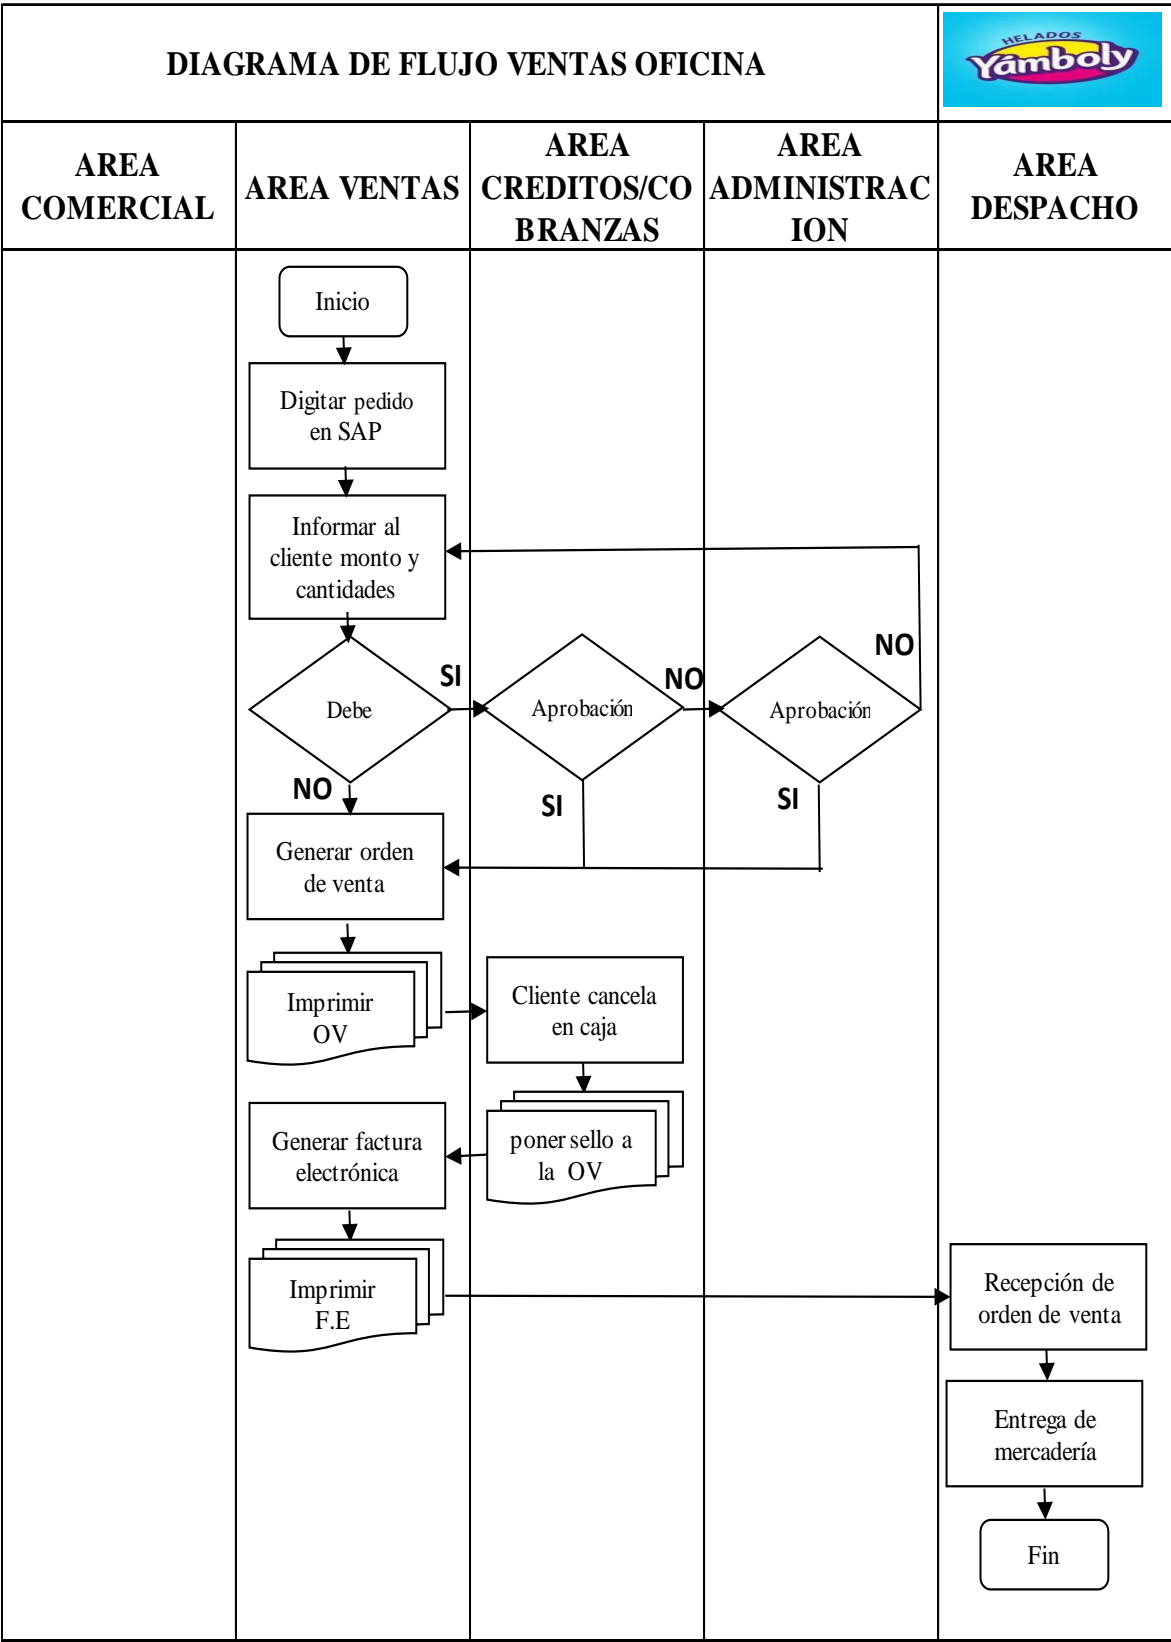 DIAGRAMA DE FLUJO VENTAS OFICINA
HELADOS
Yámboly
AREA
COMERCIAL
AREA VENTAS
AREA
CREDITOS/CO
BRANZAS
AREA
ADMINISTRAC
ION
AREA
DESPACHO
Inicio
Digitar pedido
en SAP
Informar al
cliente monto y
cantidades
Debe
SI
Aprobación
NO
Aprobación
NO
NO
SI
SI
Generar orden
de venta
Imprimir
OV
Cliente cancela
en caja
poner sello a
la OV
Generar factura
electrónica
Imprimir
F.E
Recepción de
orden de venta
Entrega de
mercadería
Fin